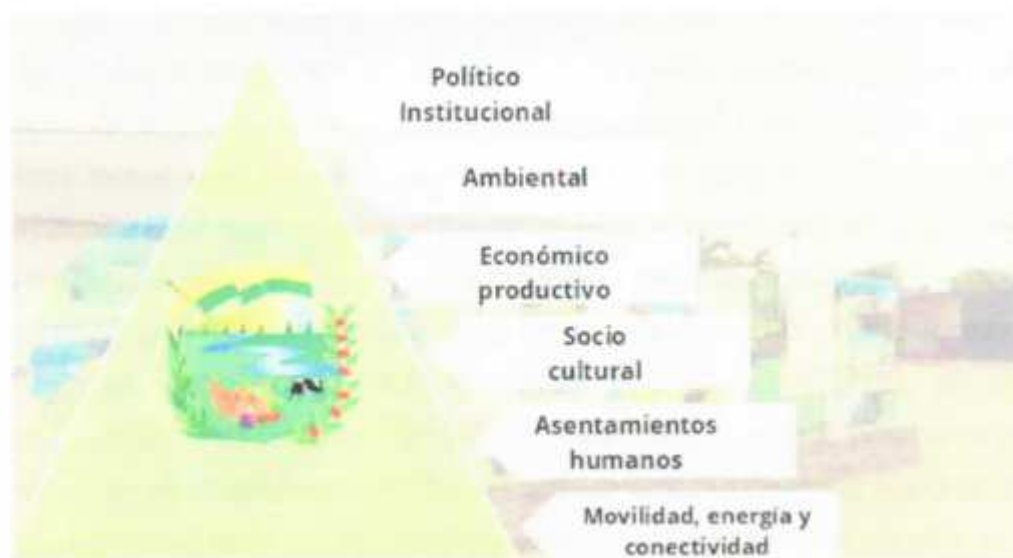 Político
Institucional
Ambiental
Económico
productivo
Socio
cultural
Asentamientos
humanos
Movilidad, energía y
conectividad